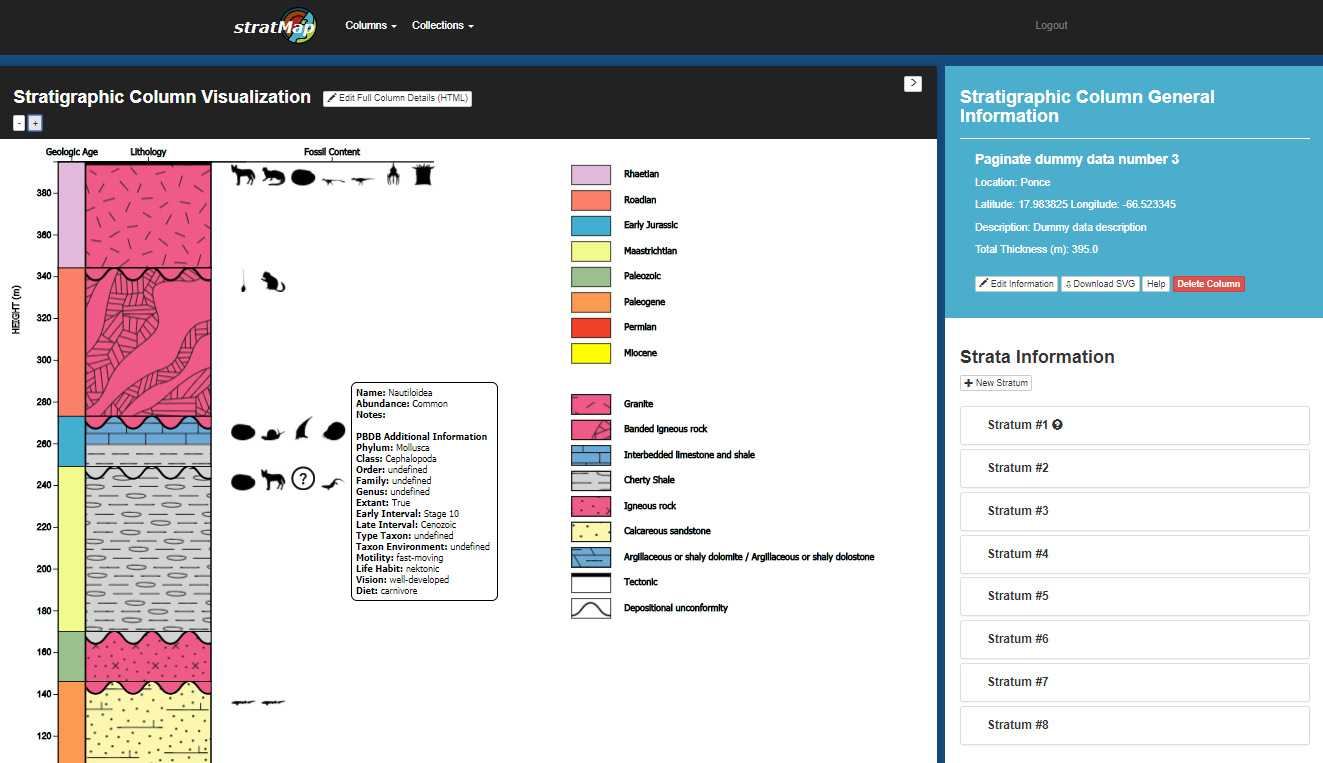 stratMap
Columns
Collections
Logout
Stratigraphic Column Visualization
Edit Full Column Details (HTML)
>
-
+
Geologic Age
Lithology
Fossil Content
HEIGHT (m)
380
360
340
320
300
280
260
240
220
200
180
160
140
120
?
Name: Nautiloidea
Abundance: Common
Notes:
PBDB Additional Information
Phylum: Mollusca
Class: Cephalopoda
Order: undefined
Family: undefined
Genus: undefined
Extant: True
Early Interval: Stage 10
Late Interval: Cenozoic
Type Taxon: undefined
Taxon Environment: undefined
Motility: fast-moving
Life Habit: nektonic
Vision: well-developed
Diet: carnivore
Rhaetian
Roadian
Early Jurassic
Maastrichtian
Paleozoic
Paleogene
Permian
Miocene
Granite
Banded igneous rock
Interbedded limestone and shale
Cherty Shale
Igneous rock
Calcareous sandstone
Argillaceous or shaly dolomite / Argillaceous or shaly dolostone
Tectonic
Depositional unconformity
Stratigraphic Column General
Information
Paginate dummy data number 3
Location: Ponce
Latitude: 17.983825 Longitude: -66.523345
Description: Dummy data description
Total Thickness (m): 395.0
Edit Information
⇩ Download SVG
Help
Delete Column
Strata Information
+ New Stratum
Stratum #1 ?
Stratum #2
Stratum #3
Stratum #4
Stratum #5
Stratum #6
Stratum #7
Stratum #8